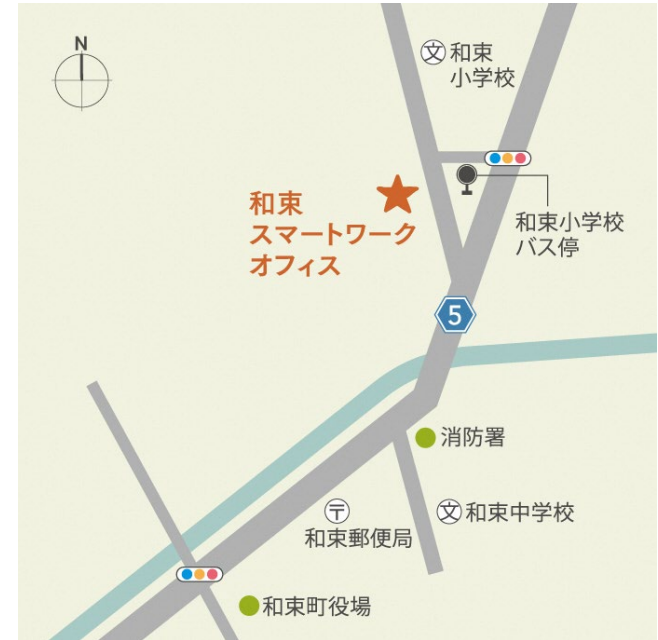 N
文 和束
小学校
和束
スマートワーク
オフィス
和束小学校
バス停
5
消防署
〒
文 和束中学校
和束郵便局
和束町役場